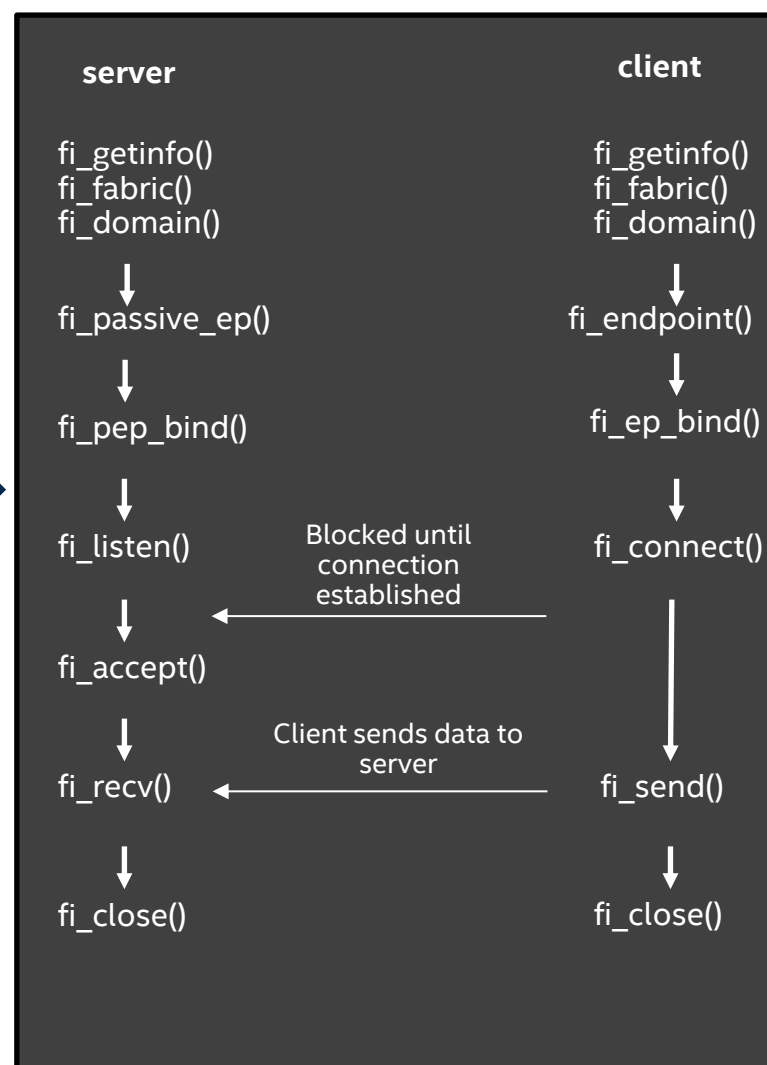 server
client
fi_getinfo()
fi_fabric()
fi_domain()
fi_getinfo()
fi_fabric()
fi_domain()
fi_passive_ep()
fi_endpoint()
fi_pep_bind()
fi_ep_bind()
fi_listen()
Blocked until
connection
established
fi_connect()
fi_accept()
Client sends data to
server
fi_recv()
fi_send()
fi_close()
fi_close()